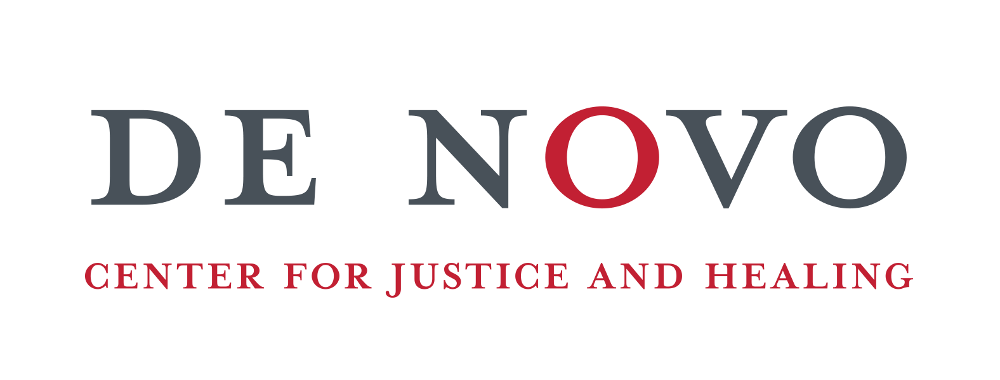 DE NOVO
CENTER FOR JUSTICE AND HEALING